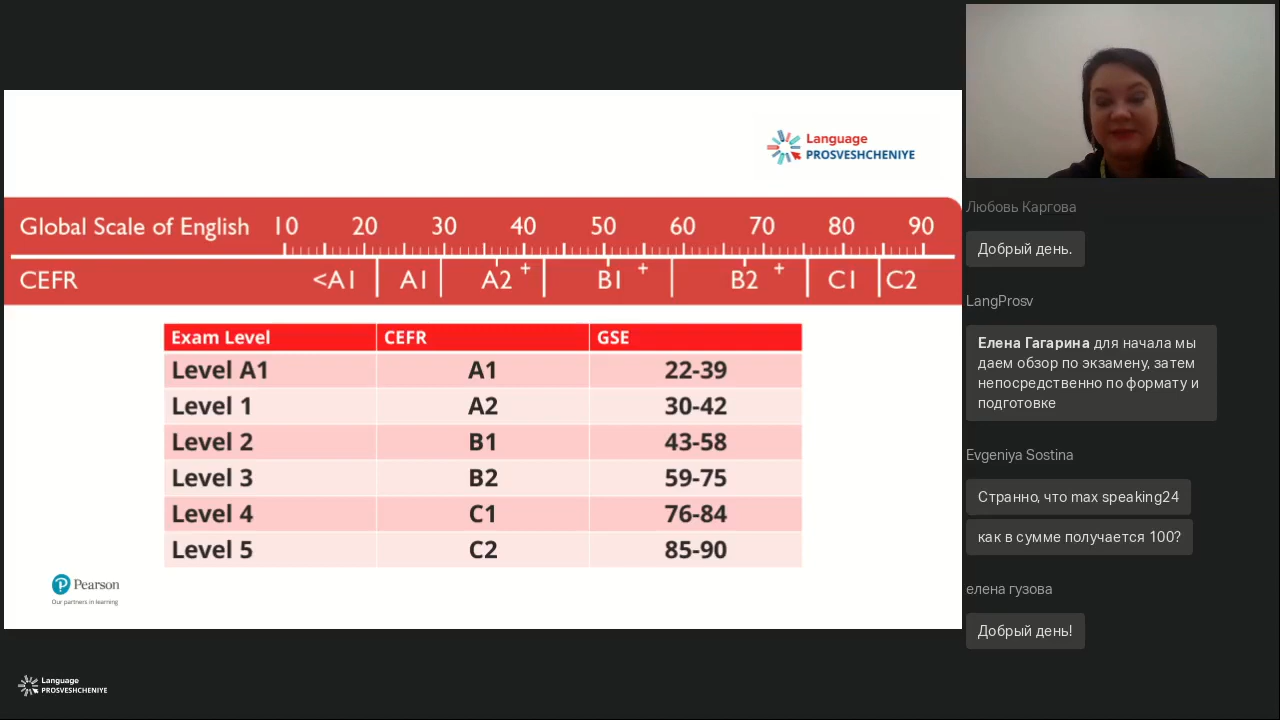 Language
PROSVESHCHENIYE
Global Scale of English 10 20 30 40 50 60 70 80 90
CEFR <A1 A1 A2 + B1 + B2 + C1 C2
Exam Level CEFR GSE
Level A1 A1 22-39
Level 1 A2 30-42
Level 2 B1 43-58
Level 3 B2 59-75
Level 4 C1 76-84
Level 5 C2 85-90
Pearson
Our partners in learning
Language
PROSVESHCHENIYE
Любовь Каргова
Добрый день.
LangProsv
Елена Гагарина для начала мы
даем обзор по экзамену, затем
непосредственно по формату и
подготовке
Evgeniya Sostina
Странно, что max speaking24
как в сумме получается 100?
елена гузова
Добрый день!